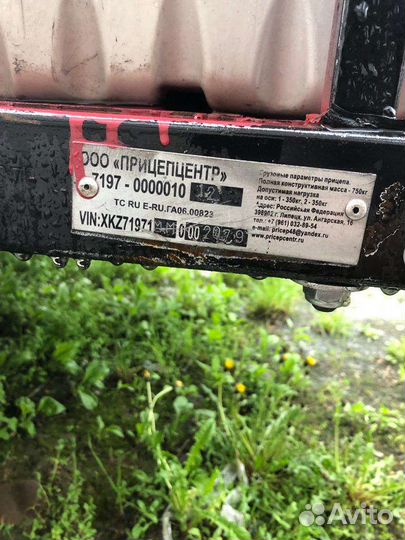 ООО «ПРИЦЕПЦЕНТР»
7197 - 0000010 12
ТС RU E-RU.ГА06.00823
VIN:XKZ71971
Грузовые параметры прицепа
Полная конструктивная масса - 750кг
Допустимая нагрузка
на оси: 1 - 350кг, 2 - 350кг
Адрес: Российская Федерация
398902 г. Липецк, ул. Ангарская, 16
тел.: +7 (961) 032-89-54
e-mail: pricep48@yandex.ru
www.pricepcentr.ru
Avito